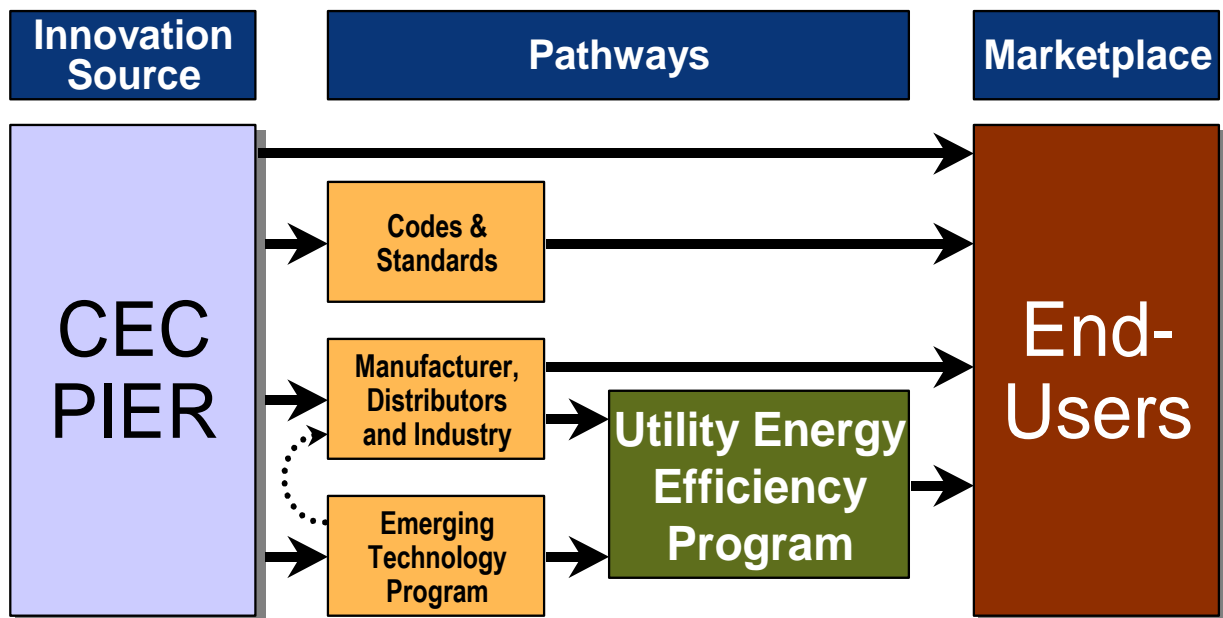 Innovation
Source
Pathways
Marketplace
CEC
PIER
Codes &
Standards
Manufacturer,
Distributors
and Industry
Emerging
Technology
Program
Utility Energy
Efficiency
Program
End-
Users